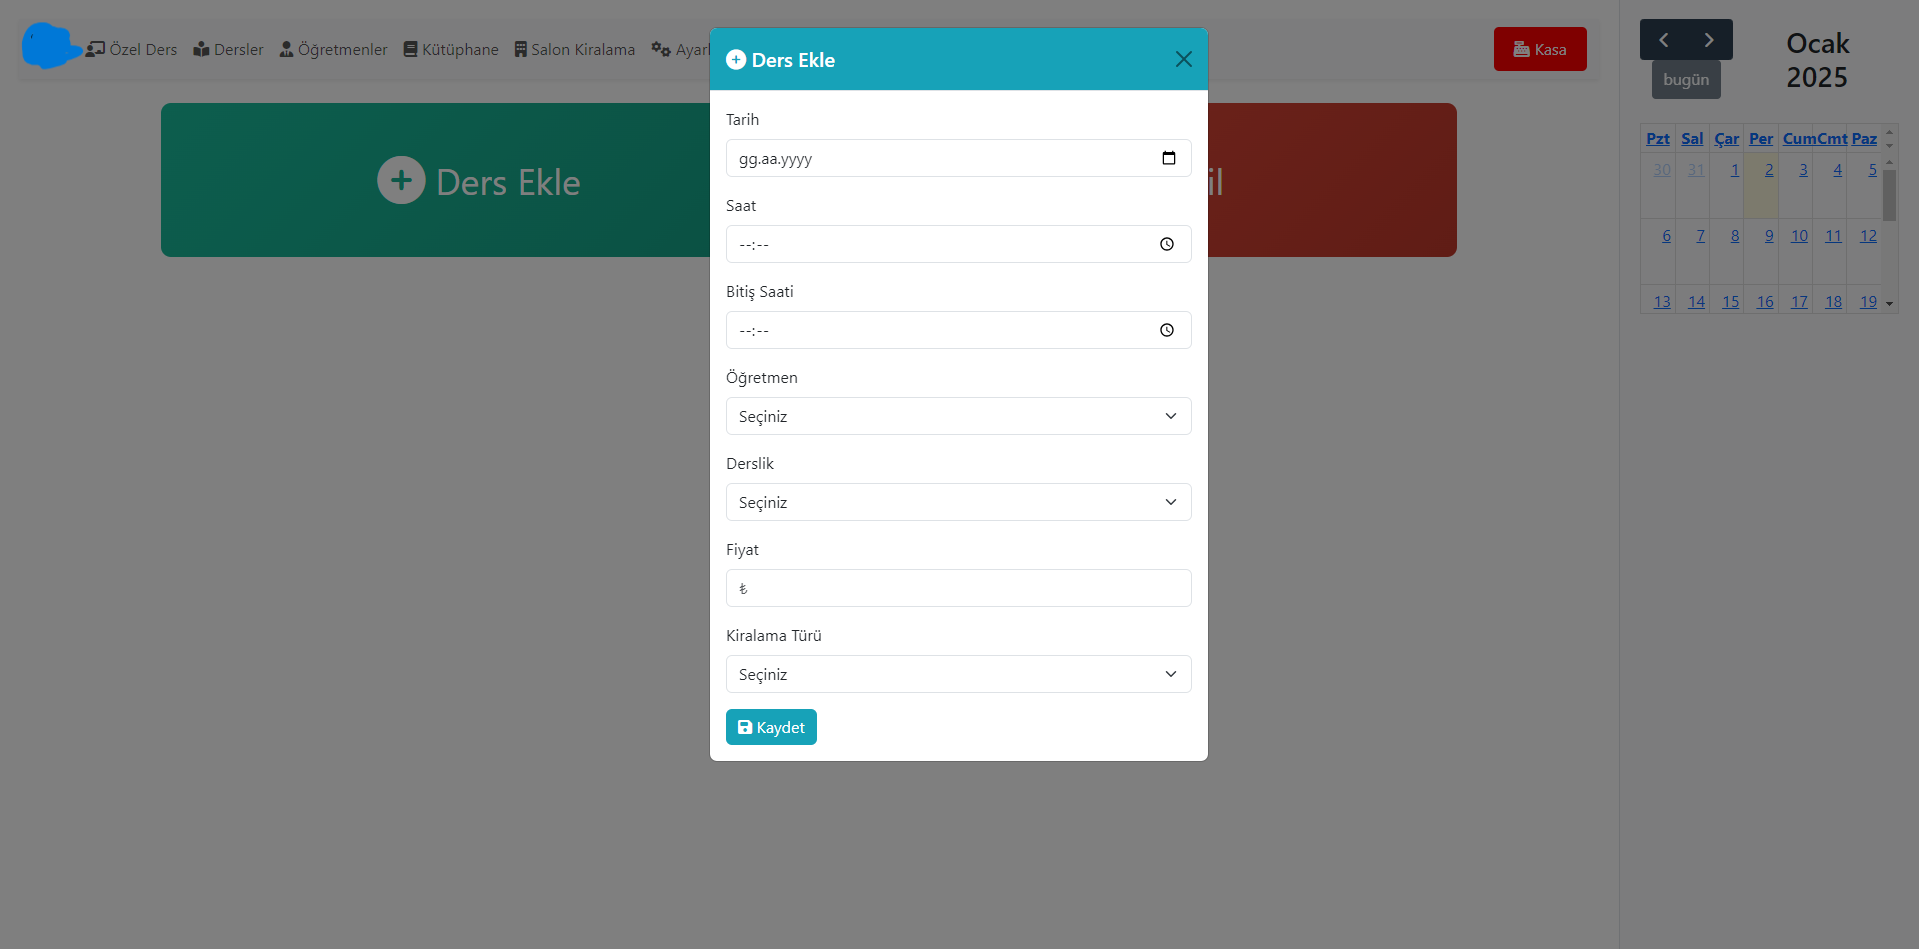 Özel Ders Dersler Öğretmenler Kütüphane Salon Kiralama
Kasa
Ders Ekle
Ders Ekle
Tarih
gg.aa.yyyy
Saat
--:--
Bitiş Saati
--:--
Öğretmen
Seçiniz
Derslik
Seçiniz
Fiyat
₺
Kiralama Türü
Seçiniz
Kaydet
Ocak
2025
bugün
Pzt Sal Çar Per Cum Cmt Paz
30 31 1 2 3 4 5
6 7 8 9 10 11 12
13 14 15 16 17 18 19